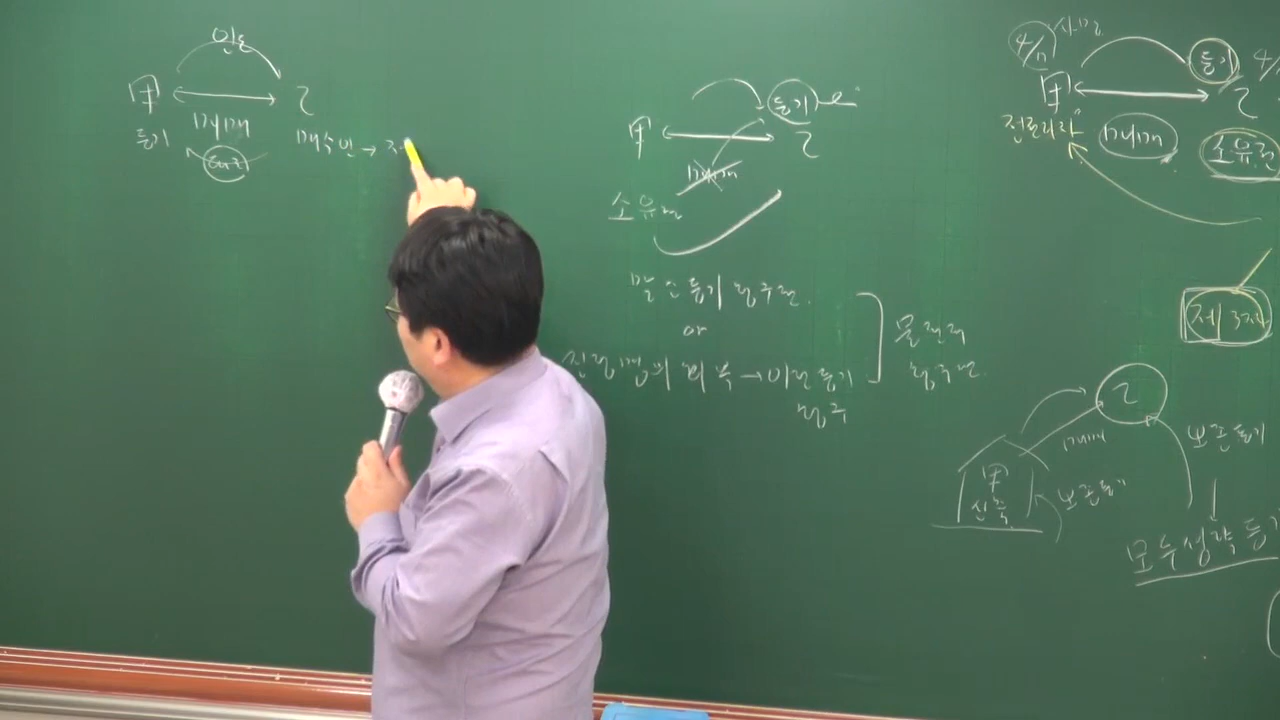 인도
甲 乙
등기 매매
매수인 →
등기
甲 乙
매매
소유권
말소등기 청구권.
or
진정명의 회복 → 이전등기
청구
물권적
청구권.
4/1
사망
등기
甲 乙
매매
소유권
제3자
乙
매매
甲
신축
보존등기
보존등기
모두생략등기